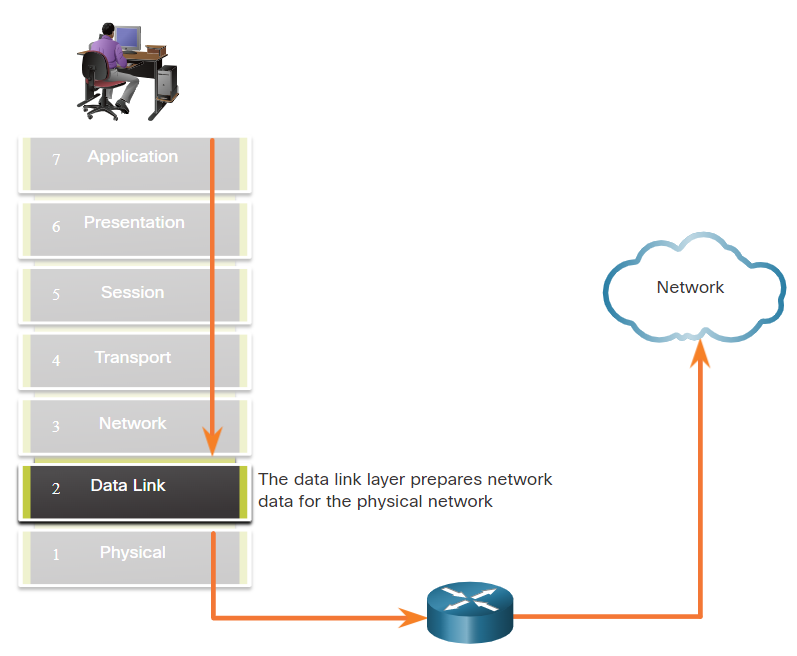 7 Application
6 Presentation
5 Session
4 Transport
3 Network
2 Data Link
The data link layer prepares network
data for the physical network
1 Physical
Network